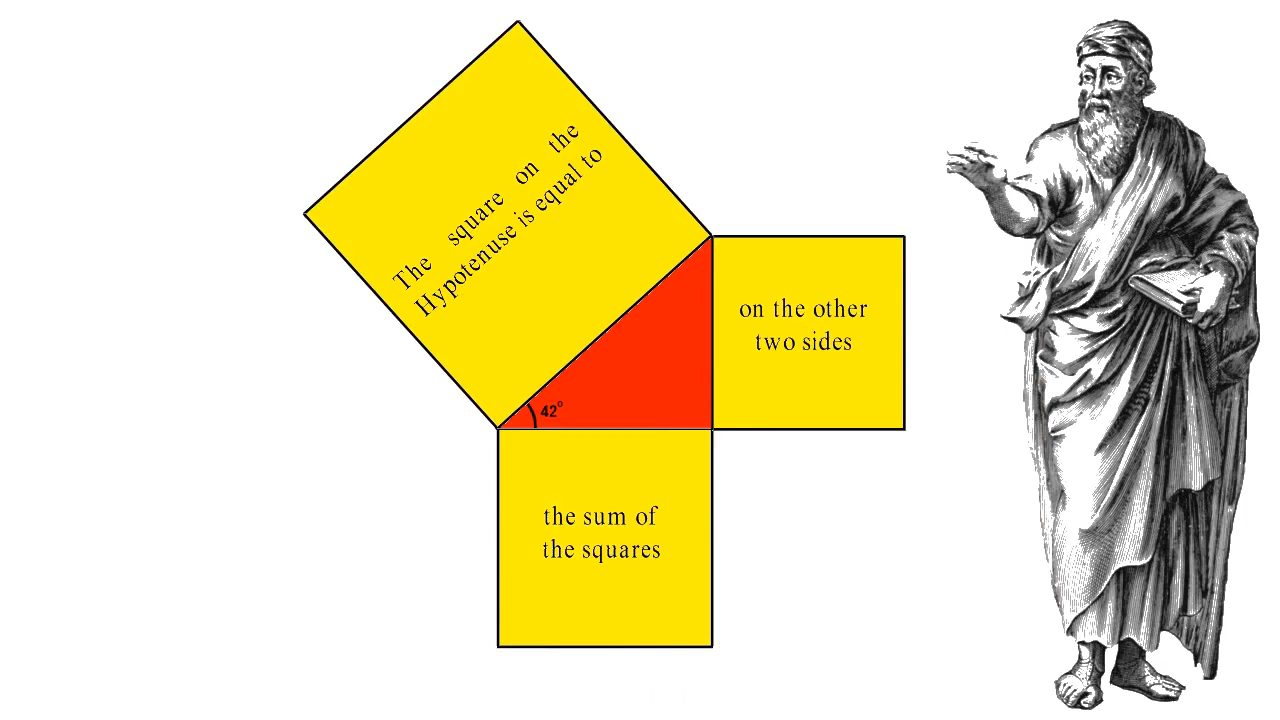 The square on the
Hypotenuse is equal to
the sum of
the squares
on the other
two sides
42°